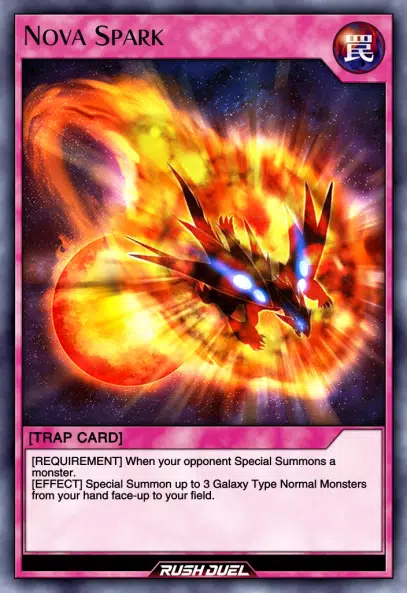 Nova Spark
罠
[TRAP CARD]
[REQUIREMENT] When your opponent Special Summons a
monster.
[EFFECT] Special Summon up to 3 Galaxy Type Normal Monsters
from your hand face-up to your field.
RUSH DUEL